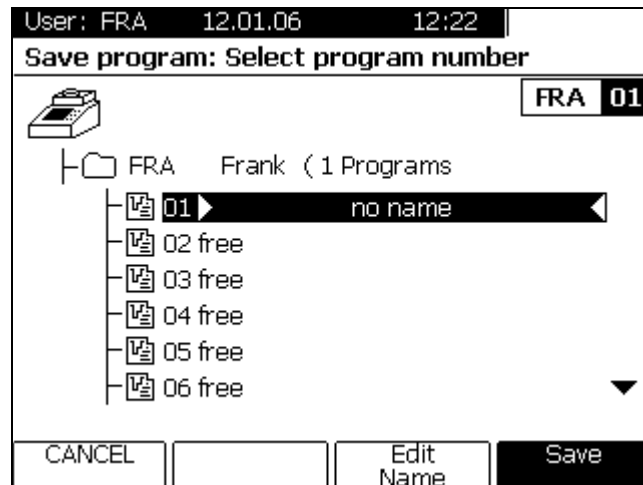 User: FRA 12.01.06 12:22
Save program: Select program number
FRA 01
FRA Frank ( 1 Programs
01 no name
02 free
03 free
04 free
05 free
06 free
CANCEL Edit Name Save